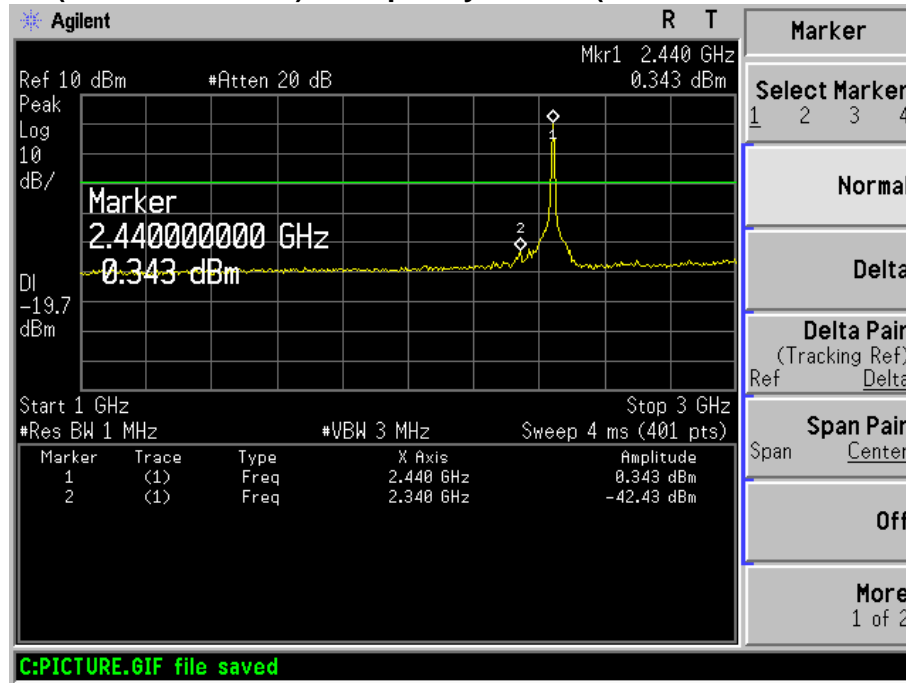 Agilent R T
Mkr1 2.440 GHz
Ref 10 dBm #Atten 20 dB 0.343 dBm
Peak
Log
10
dB/
1
2
Marker
2.440000000 GHz
0.343 dBm
DI
-19.7
dBm
Start 1 GHz Stop 3 GHz
#Res BW 1 MHz #VBW 3 MHz Sweep 4 ms (401 pts)
Marker Trace Type X Axis Amplitude
1 (1) Freq 2.440 GHz 0.343 dBm
2 (1) Freq 2.340 GHz -42.43 dBm
C:PICTURE.GIF file saved
Marker
Select Marker
1 2 3 4
Normal
Delta
Delta Pair
(Tracking Ref)
Ref Delta
Span Pair
Span Center
Off
More
1 of 2